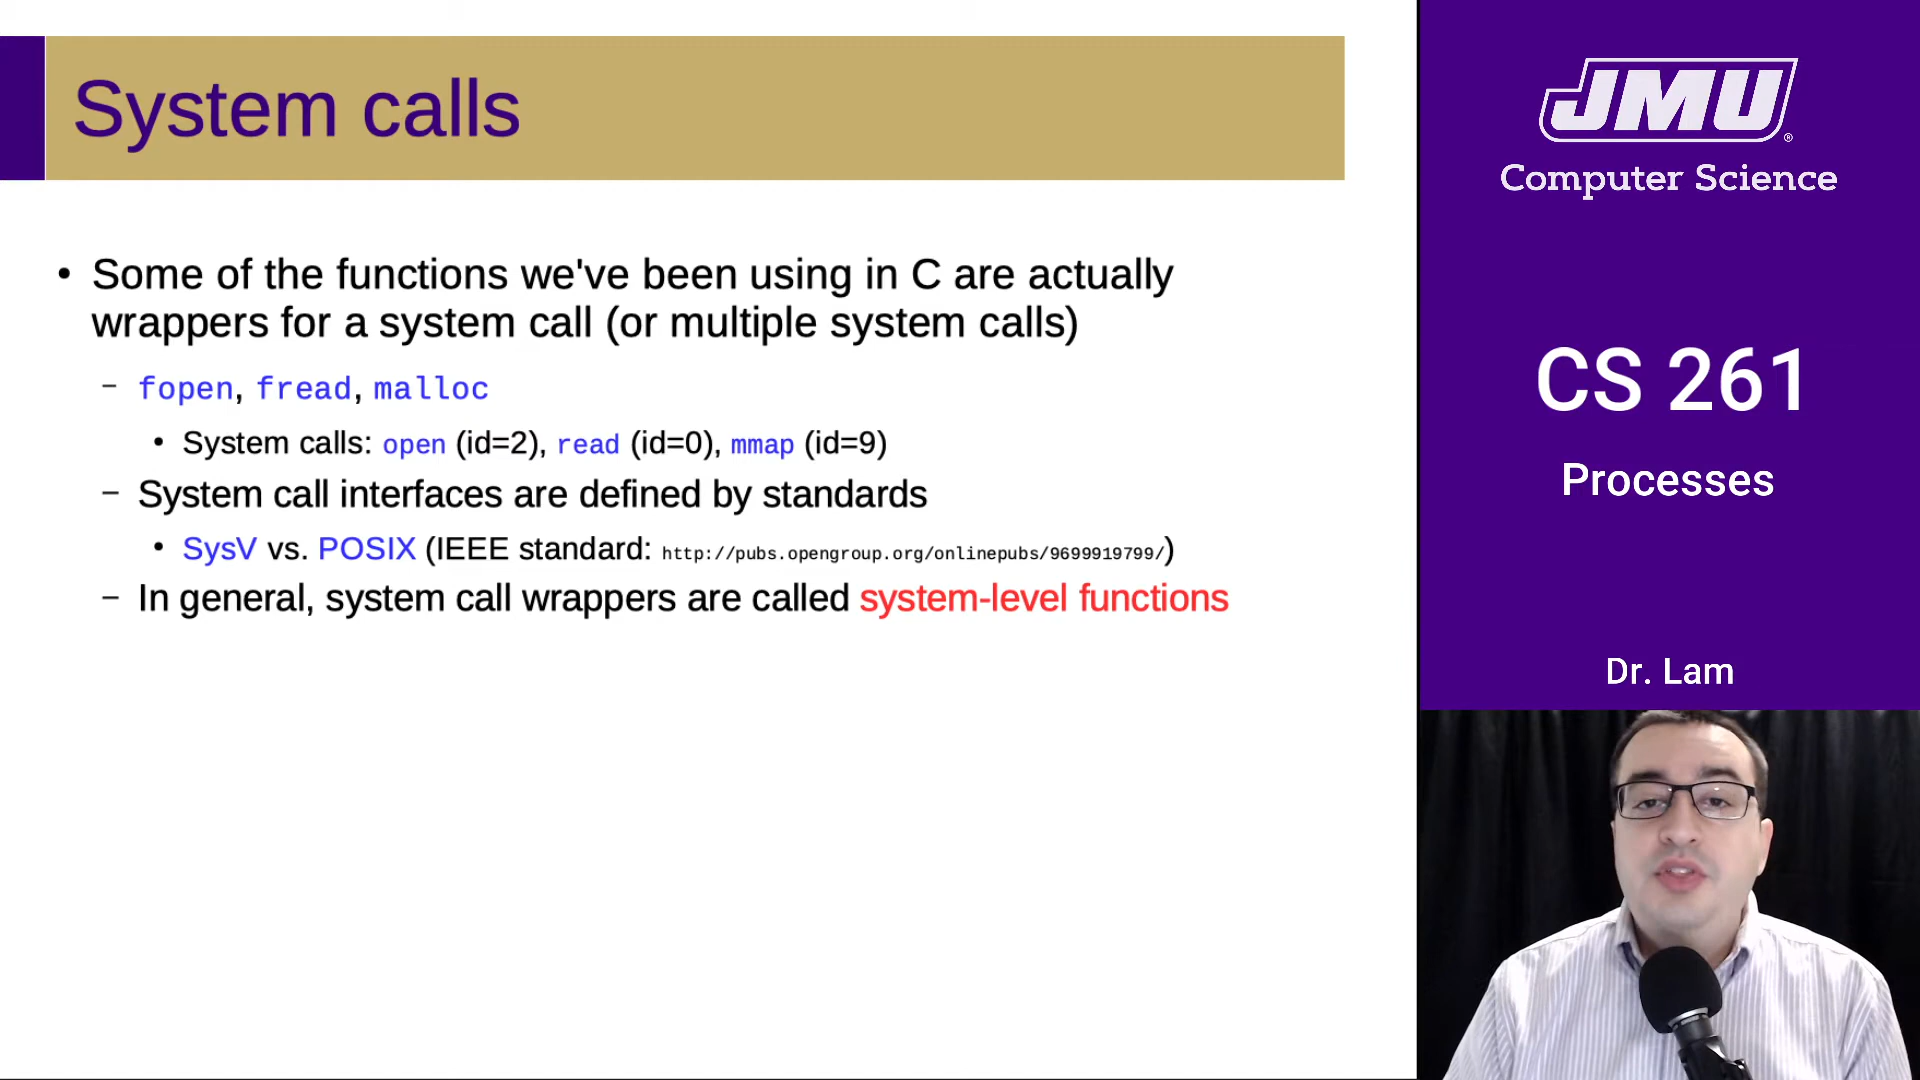 System calls
• Some of the functions we've been using in C are actually
wrappers for a system call (or multiple system calls)
– fopen, fread, malloc
• System calls: open (id=2), read (id=0), mmap (id=9)
– System call interfaces are defined by standards
• SysV vs. POSIX (IEEE standard: http://pubs.opengroup.org/onlinepubs/9699919799/)
– In general, system call wrappers are called system-level functions
JMU®
Computer Science
CS 261
Processes
Dr. Lam